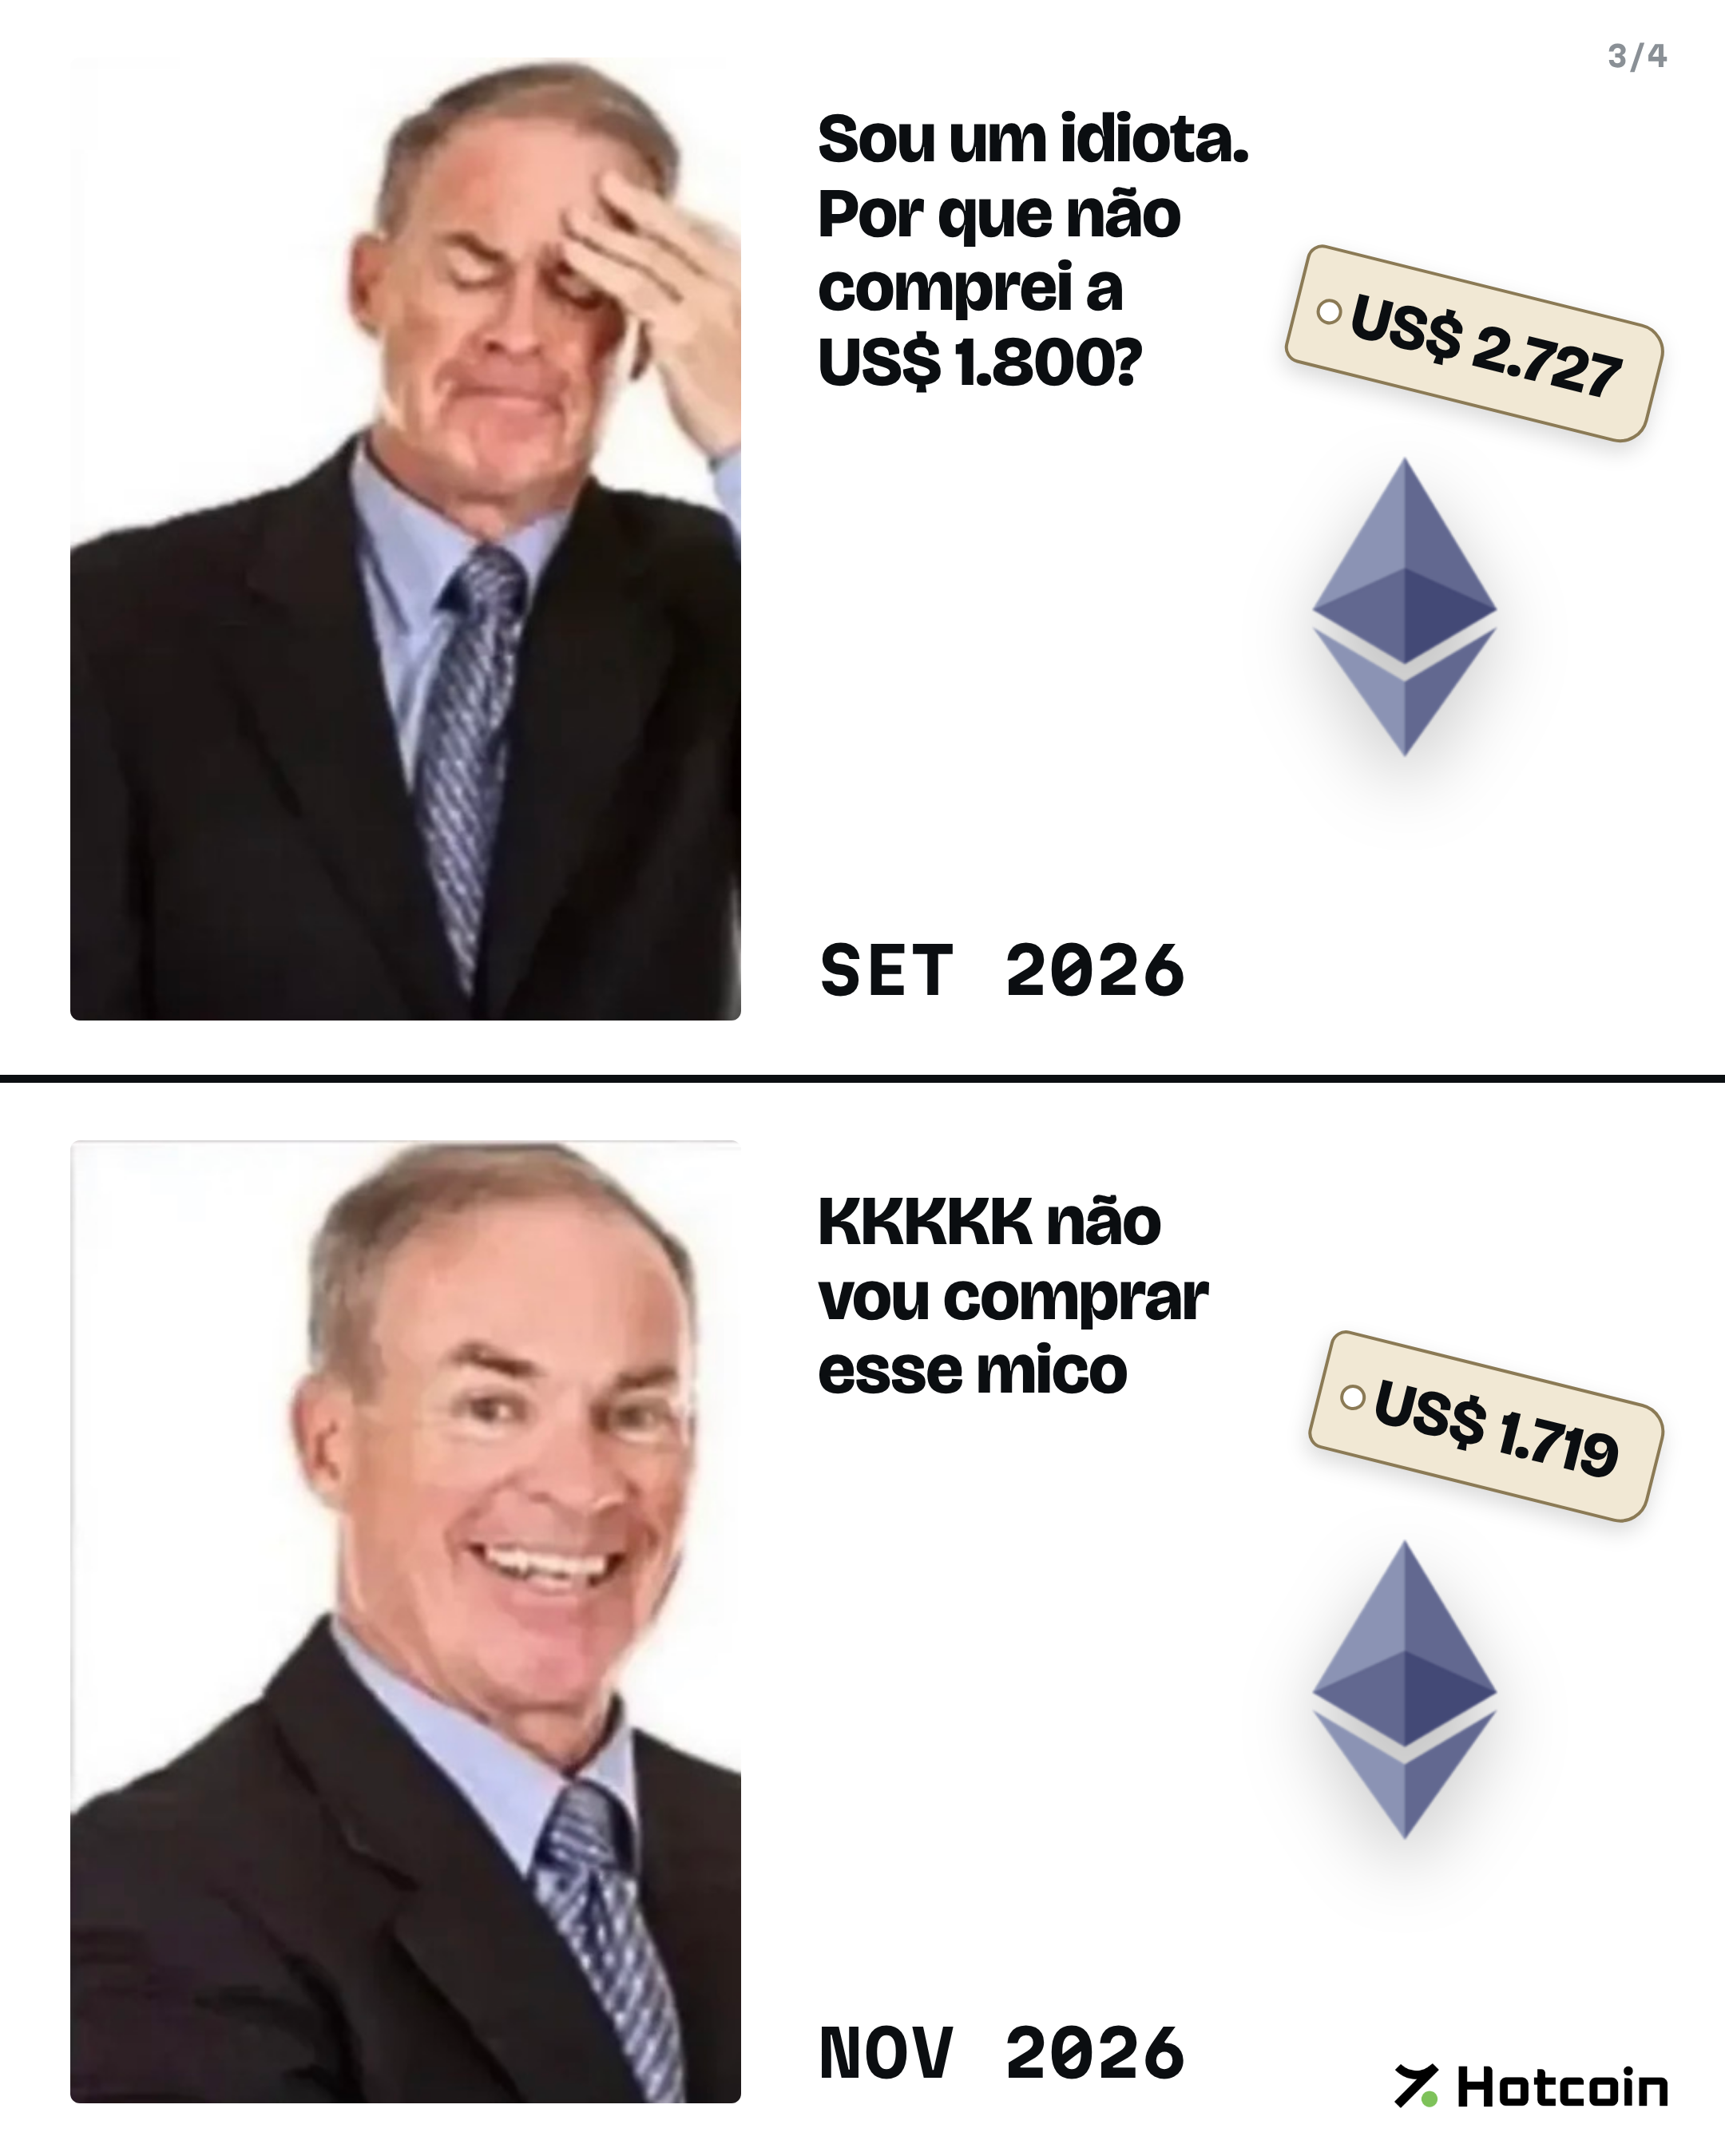 3/4
Sou um idiota.
Por que não
comprei a
US$ 1.800?
US$ 2.727
SET 2026
KKKKK não
vou comprar
esse mico
US$ 1.719
NOV 2026
Hotcoin